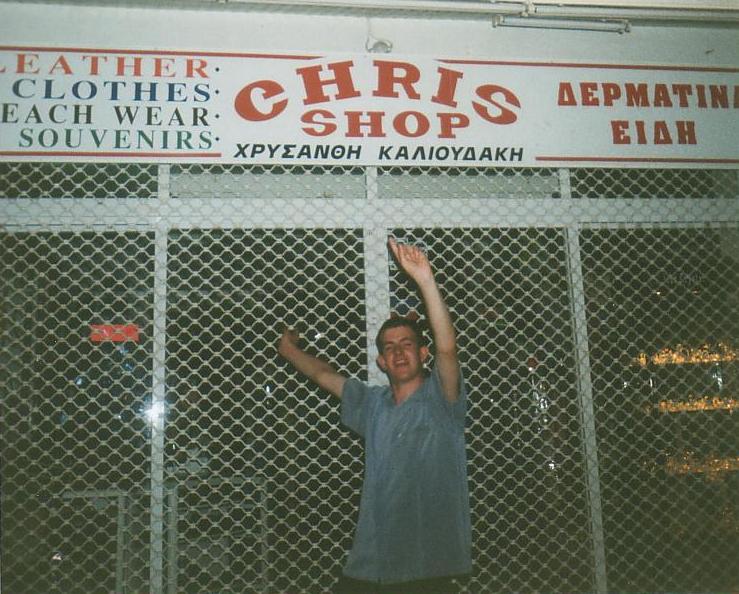 LEATHER·
CLOTHES·
EACH WEAR·
SOUVENIRS·
CHRIS
SHOP
ΧΡΥΣΑΝΘΗ ΚΑΛΙΟΥΔΑΚΗ
ΔΕΡΜΑΤΙΝΑ
ΕΙΔΗ